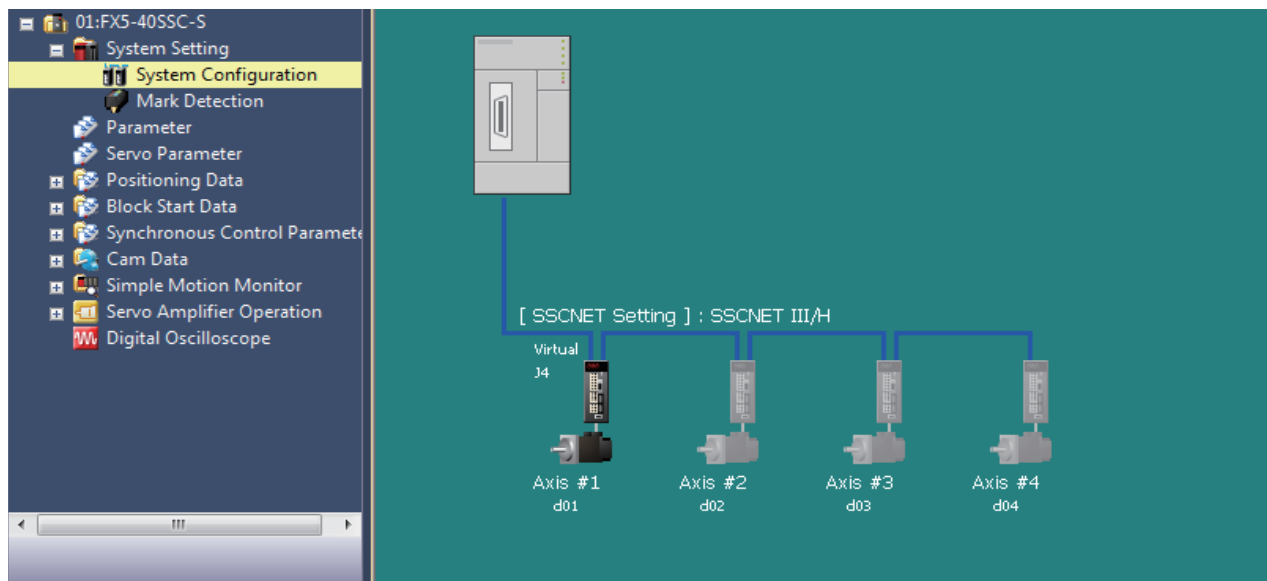 01:FX5-40SSC-S
System Setting
System Configuration
Mark Detection
Parameter
Servo Parameter
Positioning Data
Block Start Data
Synchronous Control Paramete
Cam Data
Simple Motion Monitor
Servo Amplifier Operation
Digital Oscilloscope
[ SSCNET Setting ] : SSCNET III/H
Virtual
J4
Axis #1
d01
Axis #2
d02
Axis #3
d03
Axis #4
d04